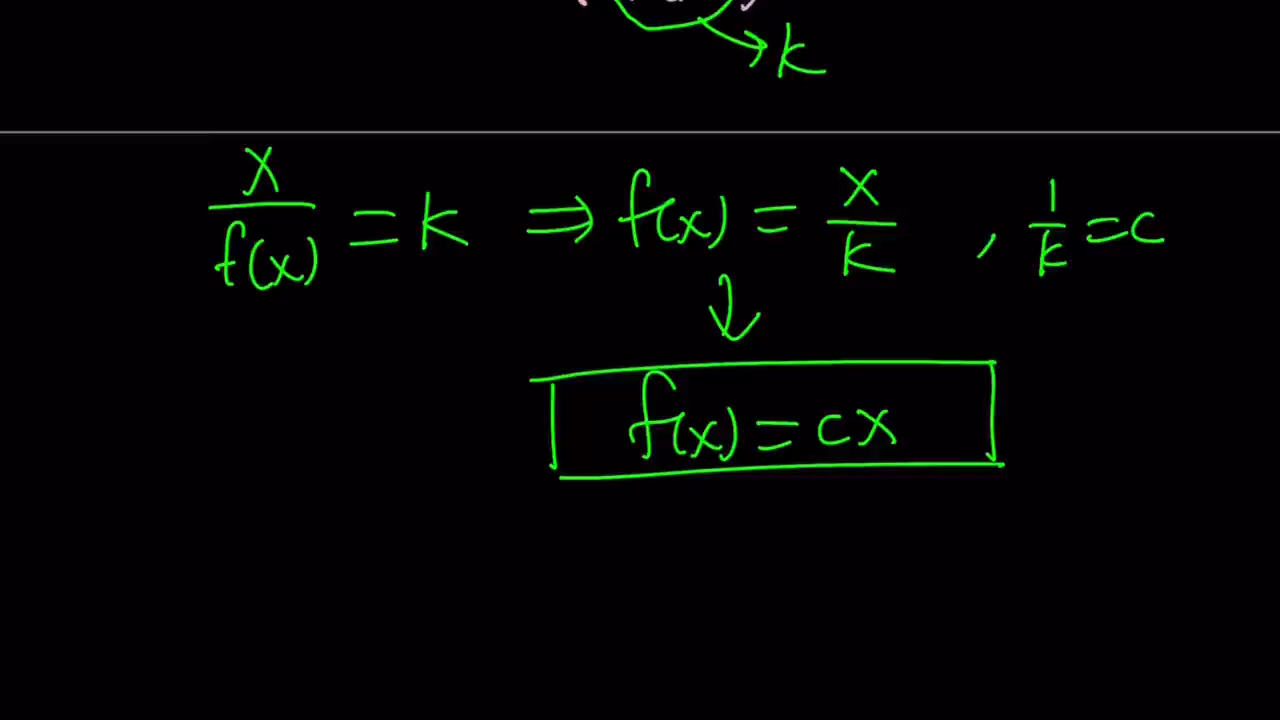 → k
x/f(x) = k ⇒ f(x) = x/k , 1/k = c
↓
f(x) = cx